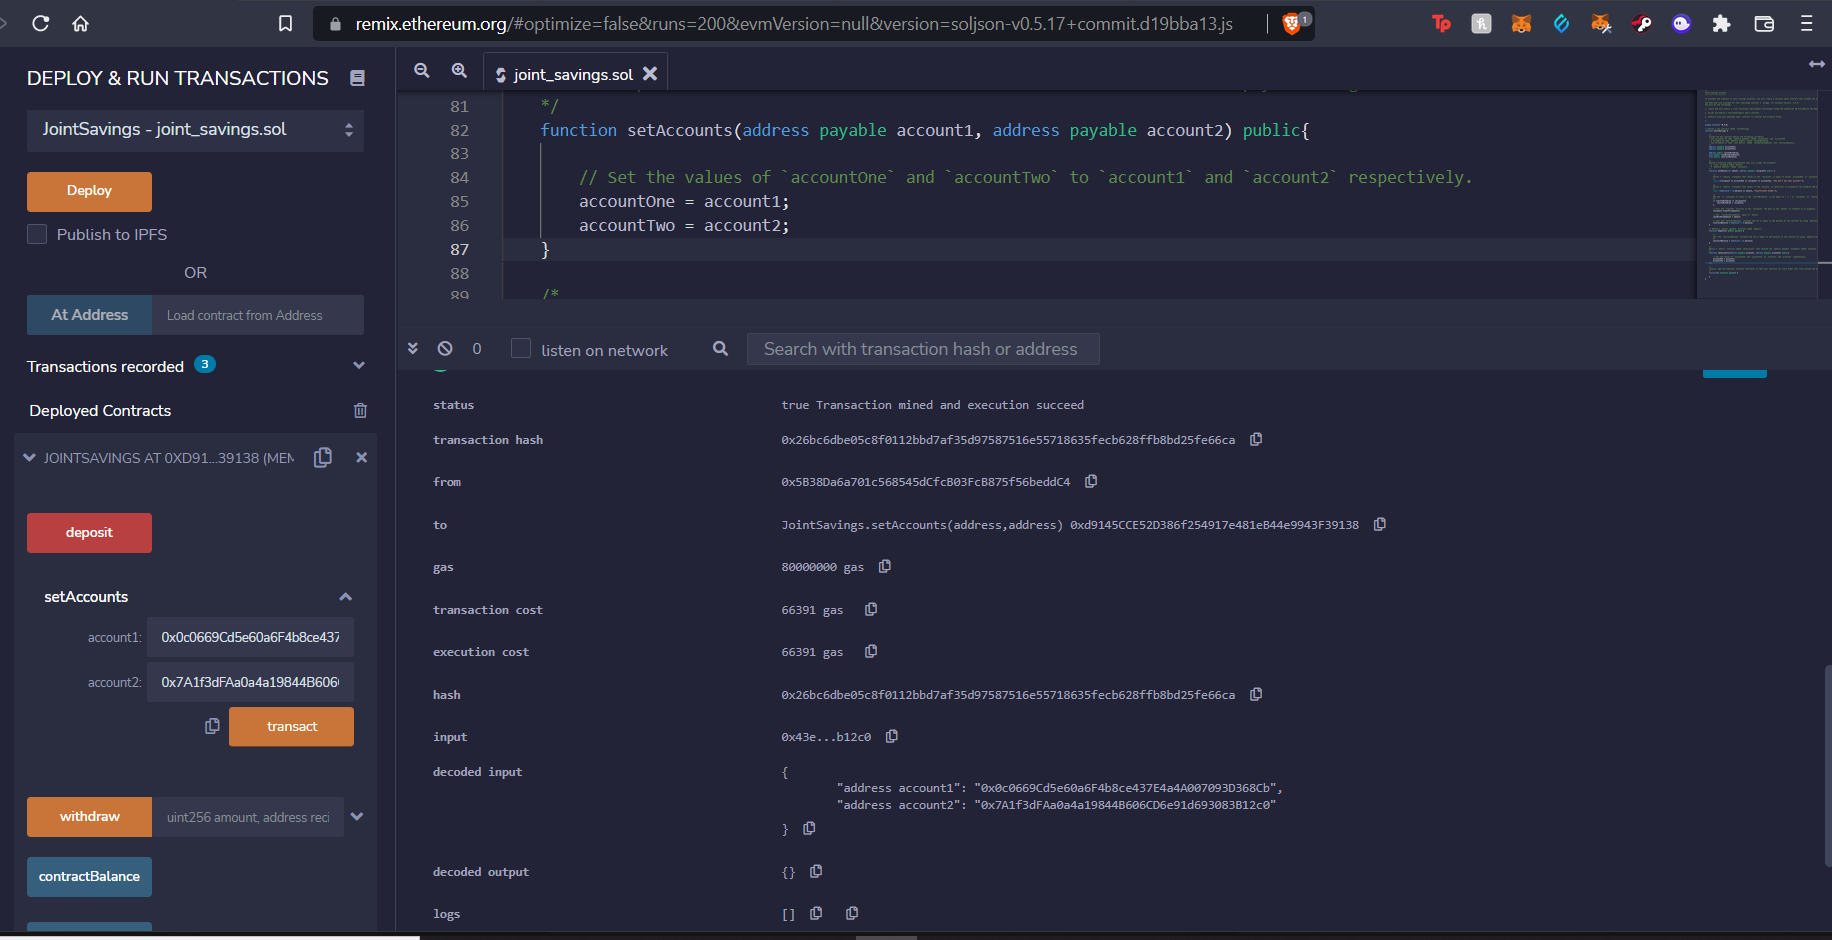 remix.ethereum.org/#optimize=false&runs=200&evmVersion=null&version=soljson-v0.5.17+commit.d19bba13.js
1
Tp
h
DEPLOY & RUN TRANSACTIONS
JointSavings - joint_savings.sol
Deploy
Publish to IPFS
OR
At Address
Load contract from Address
Transactions recorded 3
Deployed Contracts
JOINTSAVINGS AT 0XD91...39138 (MEM
deposit
setAccounts
account1: 0x0c0669Cd5e60a6F4b8ce437
account2: 0x7A1f3dFAa0a4a19844B606
transact
withdraw
uint256 amount, address reci
contractBalance
joint_savings.sol
81 */
82 function setAccounts(address payable account1, address payable account2) public{
83
84 // Set the values of `accountOne` and `accountTwo` to `account1` and `account2` respectively.
85 accountOne = account1;
86 accountTwo = account2;
87 }
88
89 /*
0
listen on network
Search with transaction hash or address
status true Transaction mined and execution succeed
transaction hash 0x26bc6dbe05c8f0112bbd7af35d97587516e55718635fecb628ffb8bd25fe66ca
from 0x5B38Da6a701c568545dCfcB03FcB875f56beddC4
to JointSavings.setAccounts(address,address) 0xd9145CCE52D386f254917e481eB44e9943F39138
gas 80000000 gas
transaction cost 66391 gas
execution cost 66391 gas
hash 0x26bc6dbe05c8f0112bbd7af35d97587516e55718635fecb628ffb8bd25fe66ca
input 0x43e...b12c0
decoded input {
"address account1": "0x0c0669Cd5e60a6F4b8ce437E4a4A007093D368Cb",
"address account2": "0x7A1f3dFAa0a4a19844B606CD6e91d693083B12c0"
}
decoded output {}
logs []